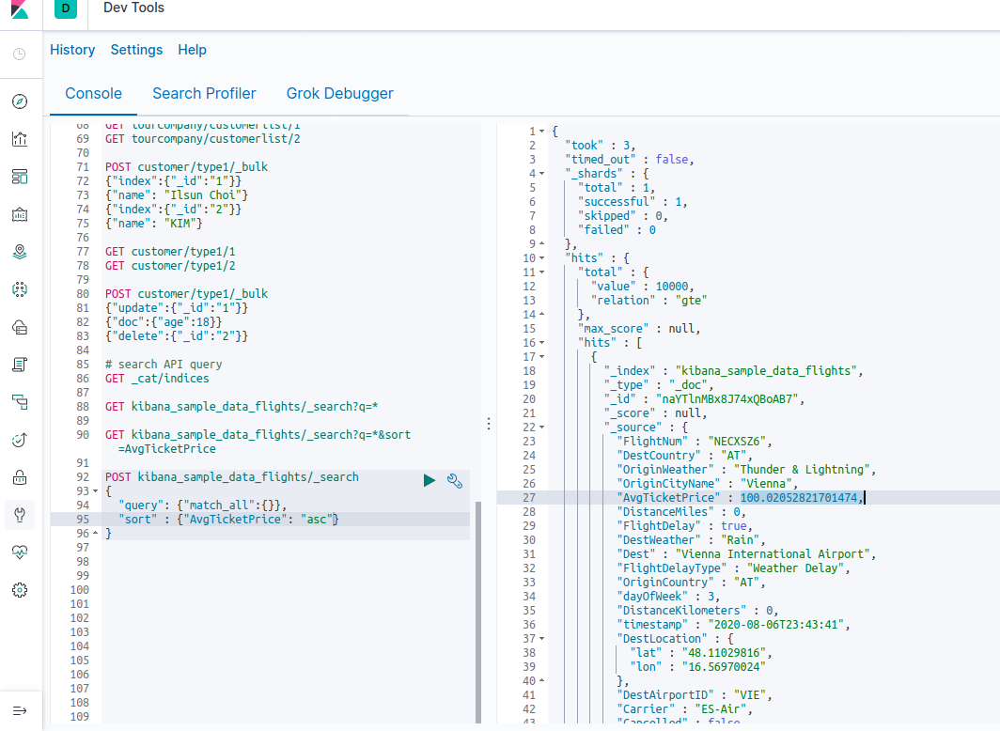 D
Dev Tools
History
Settings
Help
Console
Search Profiler
Grok Debugger
68 GET tourcompany/customerlist/1
69 GET tourcompany/customerlist/2
70
71 POST customer/type1/_bulk
72 {"index":{"_id":"1"}}
73 {"name": "Ilsun Choi"}
74 {"index":{"_id":"2"}}
75 {"name": "KIM"}
76
77 GET customer/type1/1
78 GET customer/type1/2
79
80 POST customer/type1/_bulk
81 {"update":{"_id":"1"}}
82 {"doc":{"age":18}}
83 {"delete":{"_id":"2"}}
84
85 # search API query
86 GET _cat/indices
87
88 GET kibana_sample_data_flights/_search?q=*
89
90 GET kibana_sample_data_flights/_search?q=*&sort
=AvgTicketPrice
91
92 POST kibana_sample_data_flights/_search
93 {
94 "query": {"match_all":{}},
95 "sort" : {"AvgTicketPrice": "asc"}
96 }
97
98
99
100
101
102
103
104
105
106
107
108
109
1 {
2 "took" : 3,
3 "timed_out" : false,
4 "_shards" : {
5 "total" : 1,
6 "successful" : 1,
7 "skipped" : 0,
8 "failed" : 0
9 },
10 "hits" : {
11 "total" : {
12 "value" : 10000,
13 "relation" : "gte"
14 },
15 "max_score" : null,
16 "hits" : [
17 {
18 "_index" : "kibana_sample_data_flights",
19 "_type" : "_doc",
20 "_id" : "naYTlnMBx8J74xQBoAB7",
21 "_score" : null,
22 "_source" : {
23 "FlightNum" : "NECXSZ6",
24 "DestCountry" : "AT",
25 "OriginWeather" : "Thunder & Lightning",
26 "OriginCityName" : "Vienna",
27 "AvgTicketPrice" : 100.02052821701474,
28 "DistanceMiles" : 0,
29 "FlightDelay" : true,
30 "DestWeather" : "Rain",
31 "Dest" : "Vienna International Airport",
32 "FlightDelayType" : "Weather Delay",
33 "OriginCountry" : "AT",
34 "dayOfWeek" : 3,
35 "DistanceKilometers" : 0,
36 "timestamp" : "2020-08-06T23:43:41",
37 "DestLocation" : {
38 "lat" : "48.11029816",
39 "lon" : "16.56970024"
40 },
41 "DestAirportID" : "VIE",
42 "Carrier" : "ES-Air",
43 "Cancelled" : false,